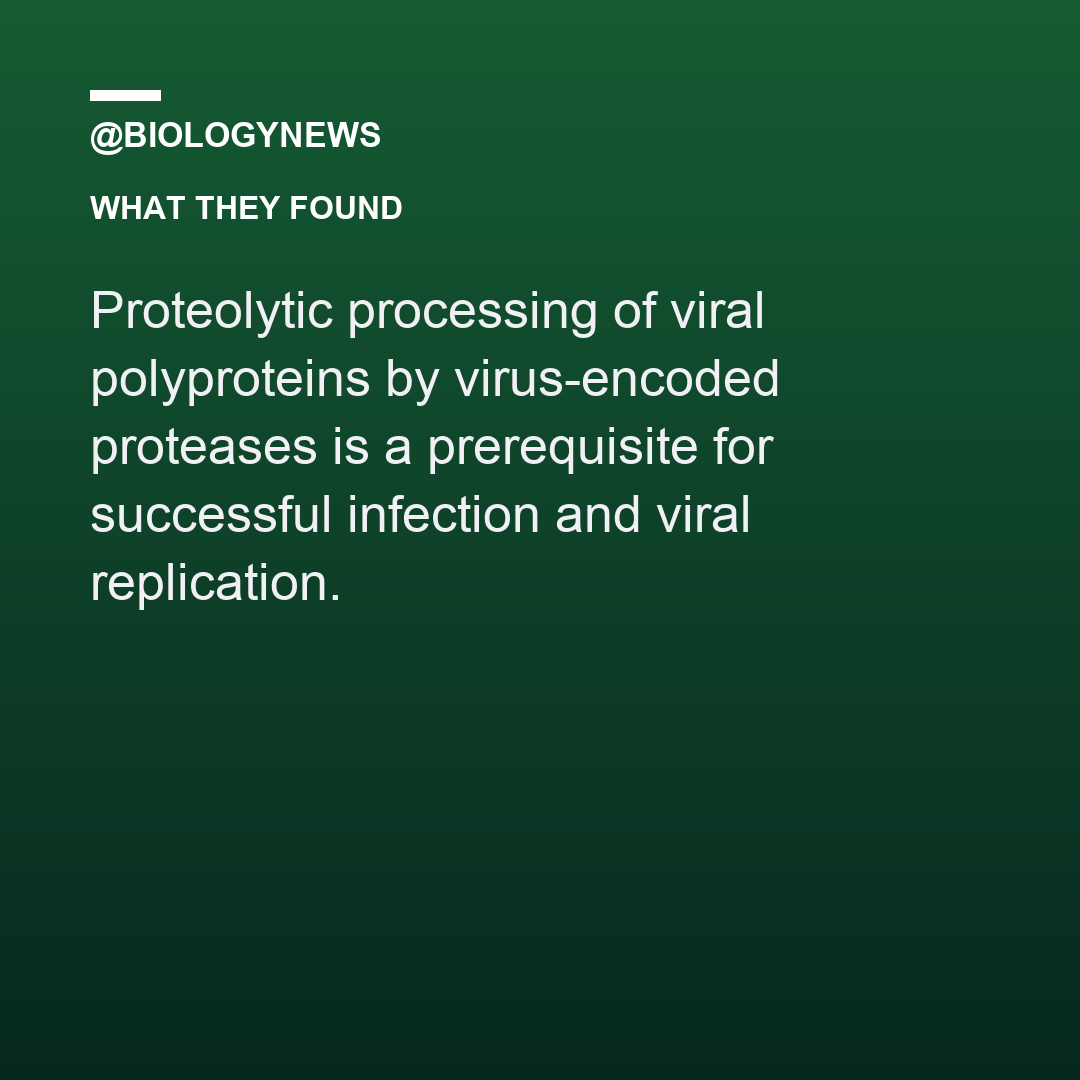 @BIOLOGYNEWS
WHAT THEY FOUND
Proteolytic processing of viral
polyproteins by virus-encoded
proteases is a prerequisite for
successful infection and viral
replication.